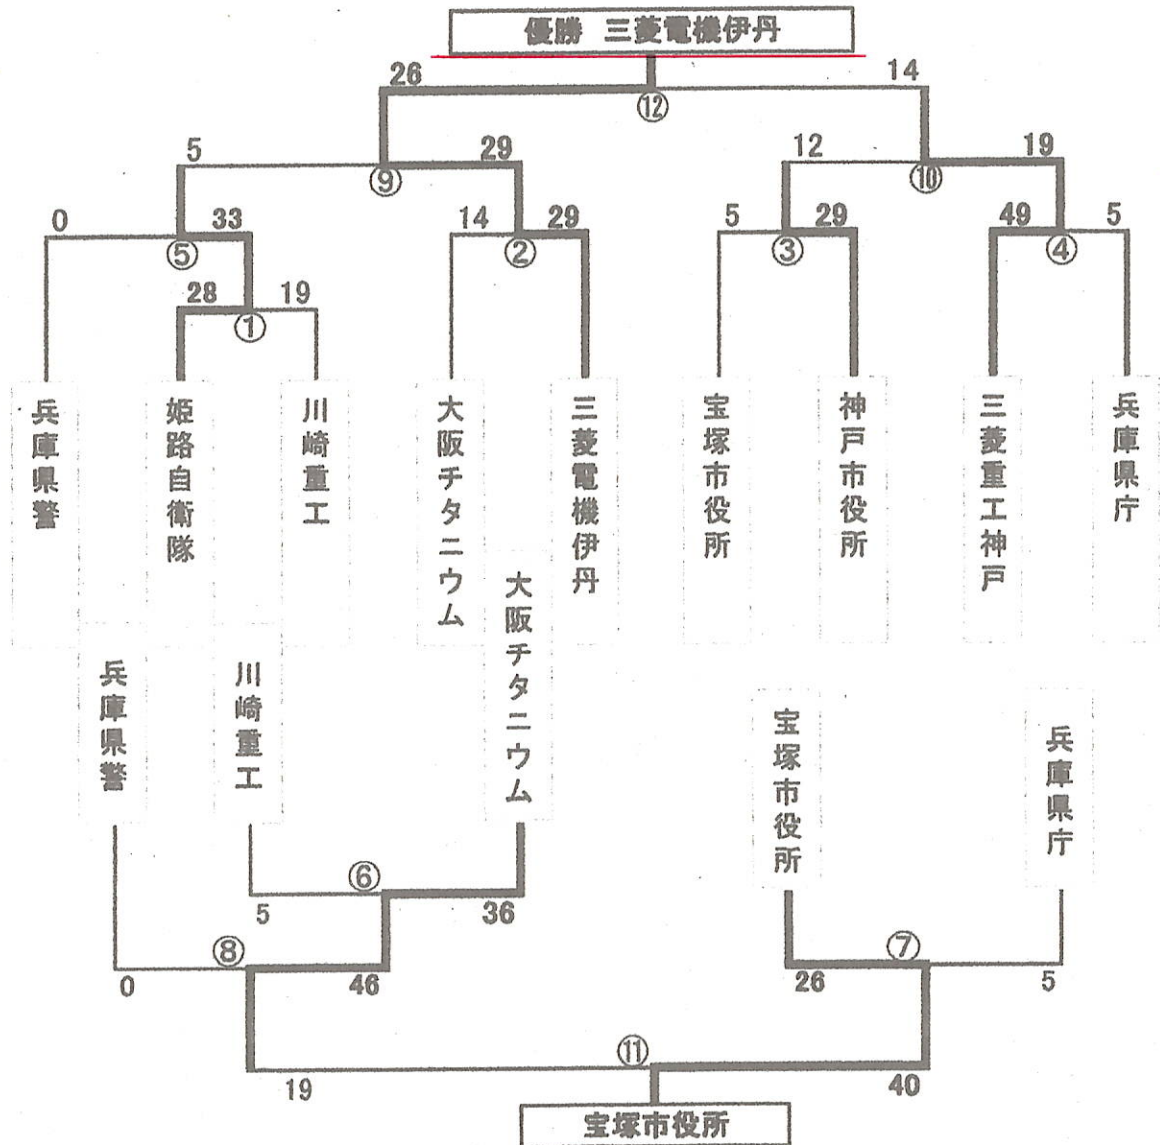 優勝 三菱電機伊丹
26 14
⑫
5 29 12 19
⑨ ⑩
0 33 14 29 5 29 49 5
⑤ ② ③ ④
28 19
①
兵庫県警
姫路自衛隊
川崎重工
大阪チタニウム
三菱電機伊丹
宝塚市役所
神戸市役所
三菱重工神戸
兵庫県庁
兵庫県警
川崎重工
大阪チタニウム
宝塚市役所
兵庫県庁
⑥
5 36
⑧ ⑦
0 46 26 5
⑪
19 40
宝塚市役所